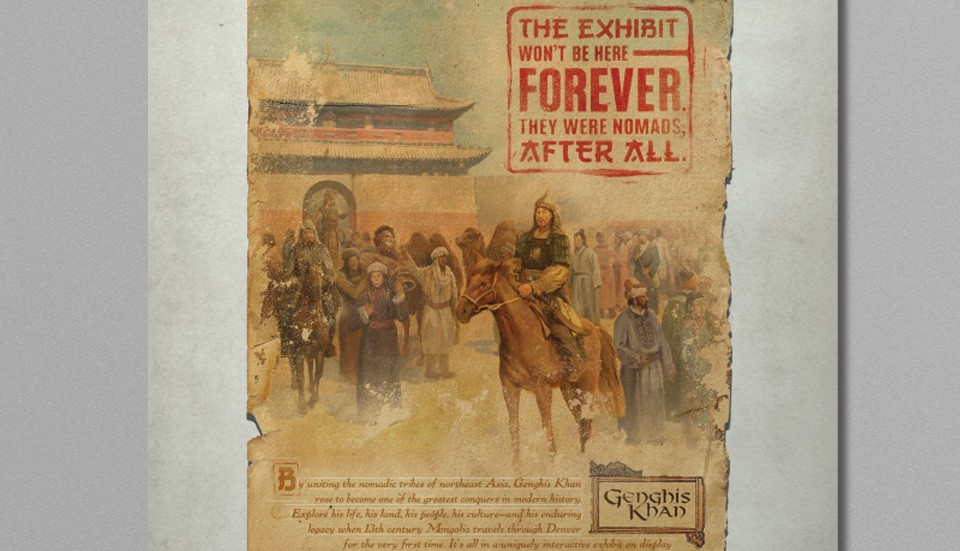 THE EXHIBIT
WON'T BE HERE
FOREVER.
THEY WERE NOMADS,
AFTER ALL.
By uniting the nomadic tribes of northeast Asia, Genghis Khan
rose to become one of the greatest conquers in modern history.
Explore his life, his land, his people, his culture—and his enduring
legacy when 13th century Mongolia travels through Denver
for the very first time. It's all in a uniquely interactive exhibit on display
GENGHIS
KHAN